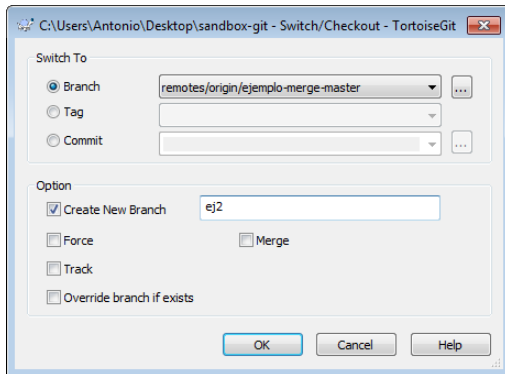 C:\Users\Antonio\Desktop\sandbox-git - Switch/Checkout - TortoiseGit
Switch To
Branch
remotes/origin/ejemplo-merge-master
...
Tag
Commit
...
Option
Create New Branch
ej2
Force
Merge
Track
Override branch if exists
OK
Cancel
Help